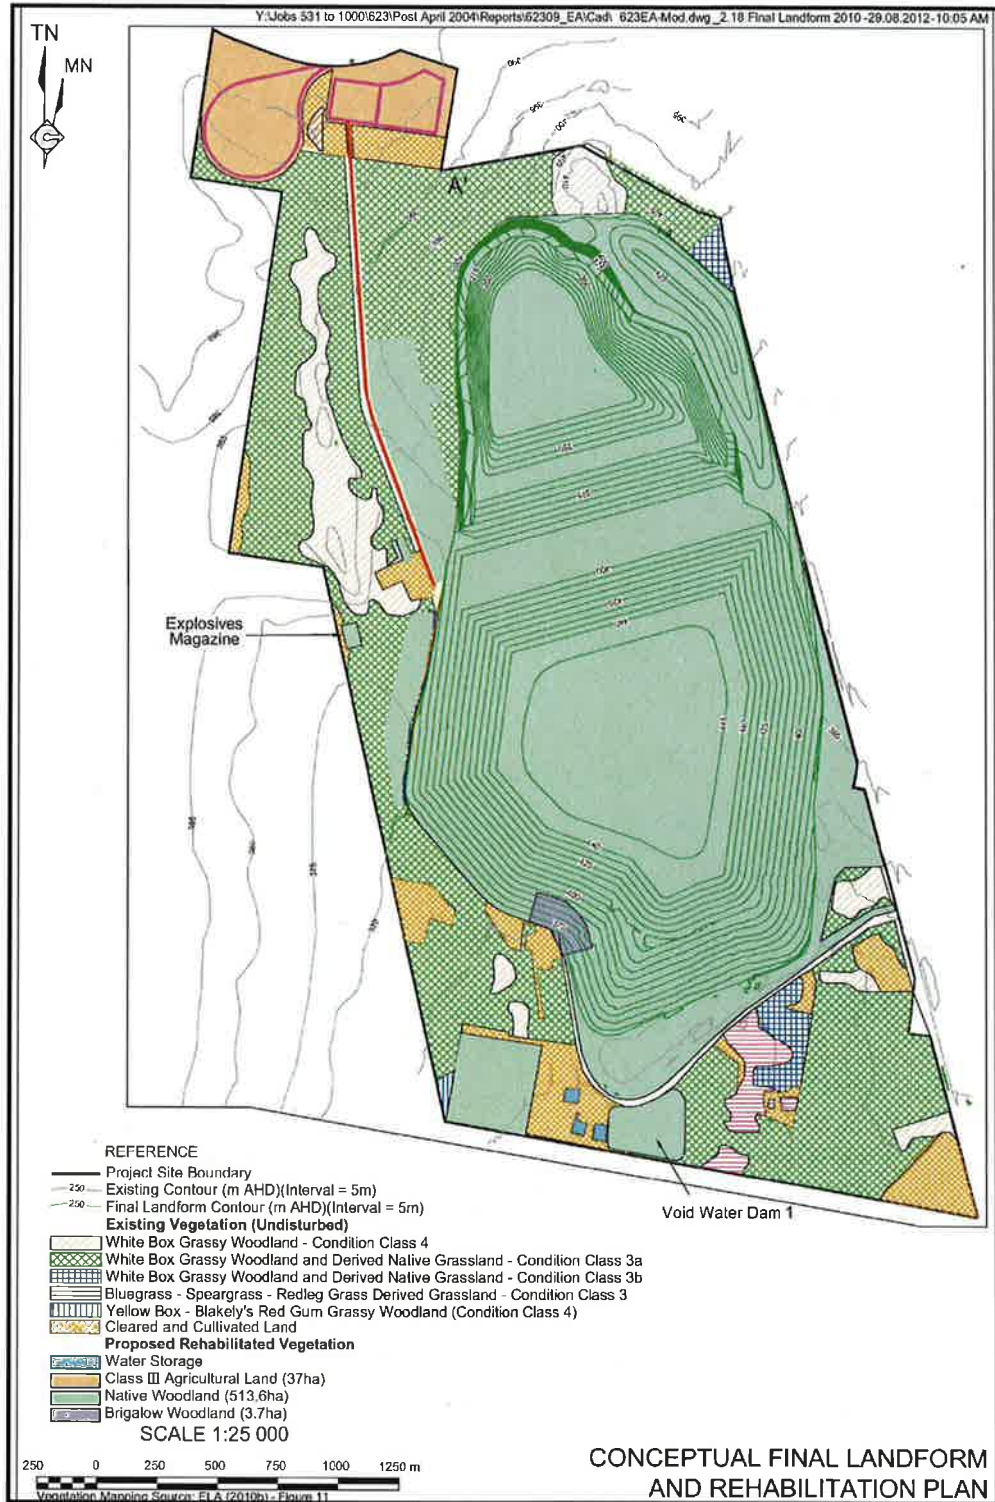 Y:\Jobs 531 to 1000\623\Post April 2004\Reports\62309_EA\Cad\ 623EA-Mod.dwg_2.18 Final Landform 2010 -29.08.2012-10:05 AM
TN
MN
A'
Explosives
Magazine
Void Water Dam 1
REFERENCE
Project Site Boundary
250 Existing Contour (m AHD)(Interval = 5m)
250 Final Landform Contour (m AHD)(Interval = 5m)
Existing Vegetation (Undisturbed)
White Box Grassy Woodland - Condition Class 4
White Box Grassy Woodland and Derived Native Grassland - Condition Class 3a
White Box Grassy Woodland and Derived Native Grassland - Condition Class 3b
Bluegrass - Speargrass - Redleg Grass Derived Grassland - Condition Class 3
Yellow Box - Blakely's Red Gum Grassy Woodland (Condition Class 4)
Cleared and Cultivated Land
Proposed Rehabilitated Vegetation
Water Storage
Class III Agricultural Land (37ha)
Native Woodland (513.6ha)
Brigalow Woodland (3.7ha)
SCALE 1:25 000
250 0 250 500 750 1000 1250 m
Vegetation Mapping Source: ELA (2010b) - Figure 11
CONCEPTUAL FINAL LANDFORM
AND REHABILITATION PLAN